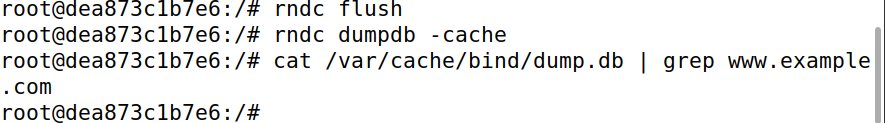 root@dea873c1b7e6:/# rndc flush
root@dea873c1b7e6:/# rndc dumpdb -cache
root@dea873c1b7e6:/# cat /var/cache/bind/dump.db | grep www.example
.com
root@dea873c1b7e6:/#